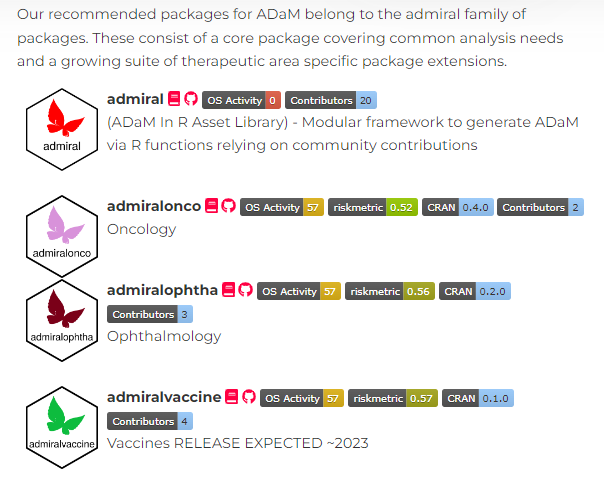 Our recommended packages for ADaM belong to the admiral family of
packages. These consist of a core package covering common analysis needs
and a growing suite of therapeutic area specific package extensions.
admiral
admiral OS Activity 0 Contributors 20
(ADaM In R Asset Library) - Modular framework to generate ADaM
via R functions relying on community contributions
admiralonco
admiralonco OS Activity 57 riskmetric 0.52 CRAN 0.4.0 Contributors 2
Oncology
admiralophtha
admiralophtha OS Activity 57 riskmetric 0.56 CRAN 0.2.0
Contributors 3
Ophthalmology
admiralvaccine
admiralvaccine OS Activity 57 riskmetric 0.57 CRAN 0.1.0
Contributors 4
Vaccines RELEASE EXPECTED ~2023